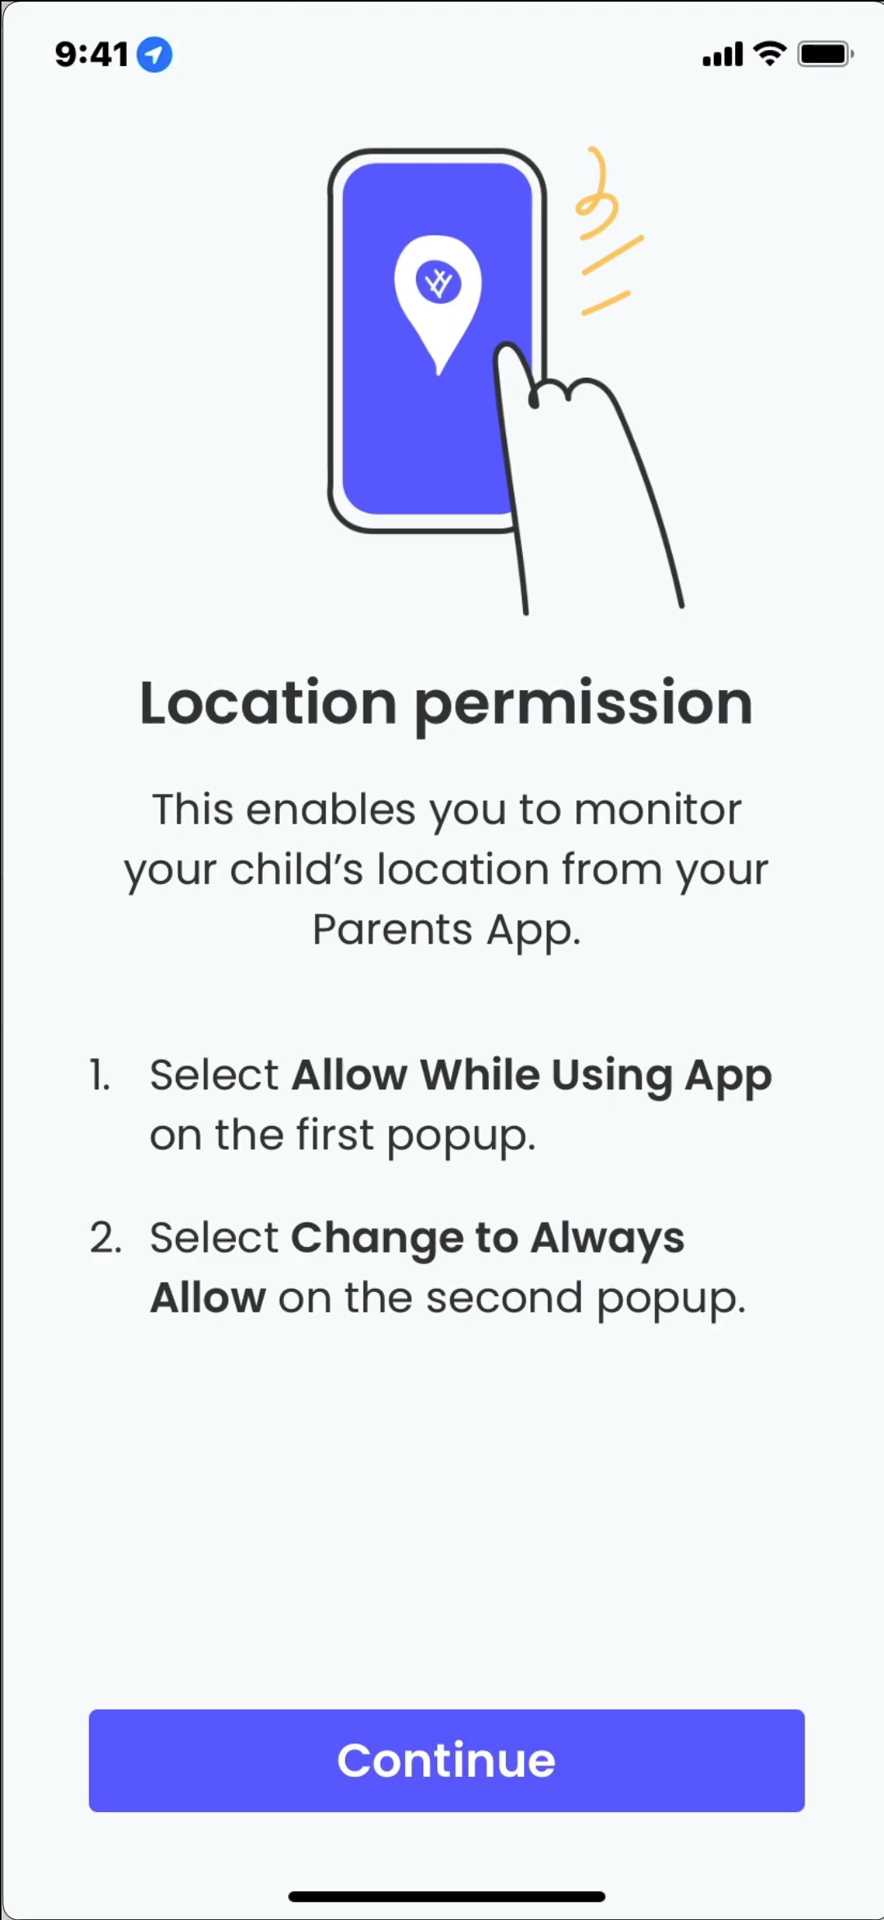 9:41
Location permission
This enables you to monitor
your child’s location from your
Parents App.
1. Select Allow While Using App
on the first popup.
2. Select Change to Always
Allow on the second popup.
Continue